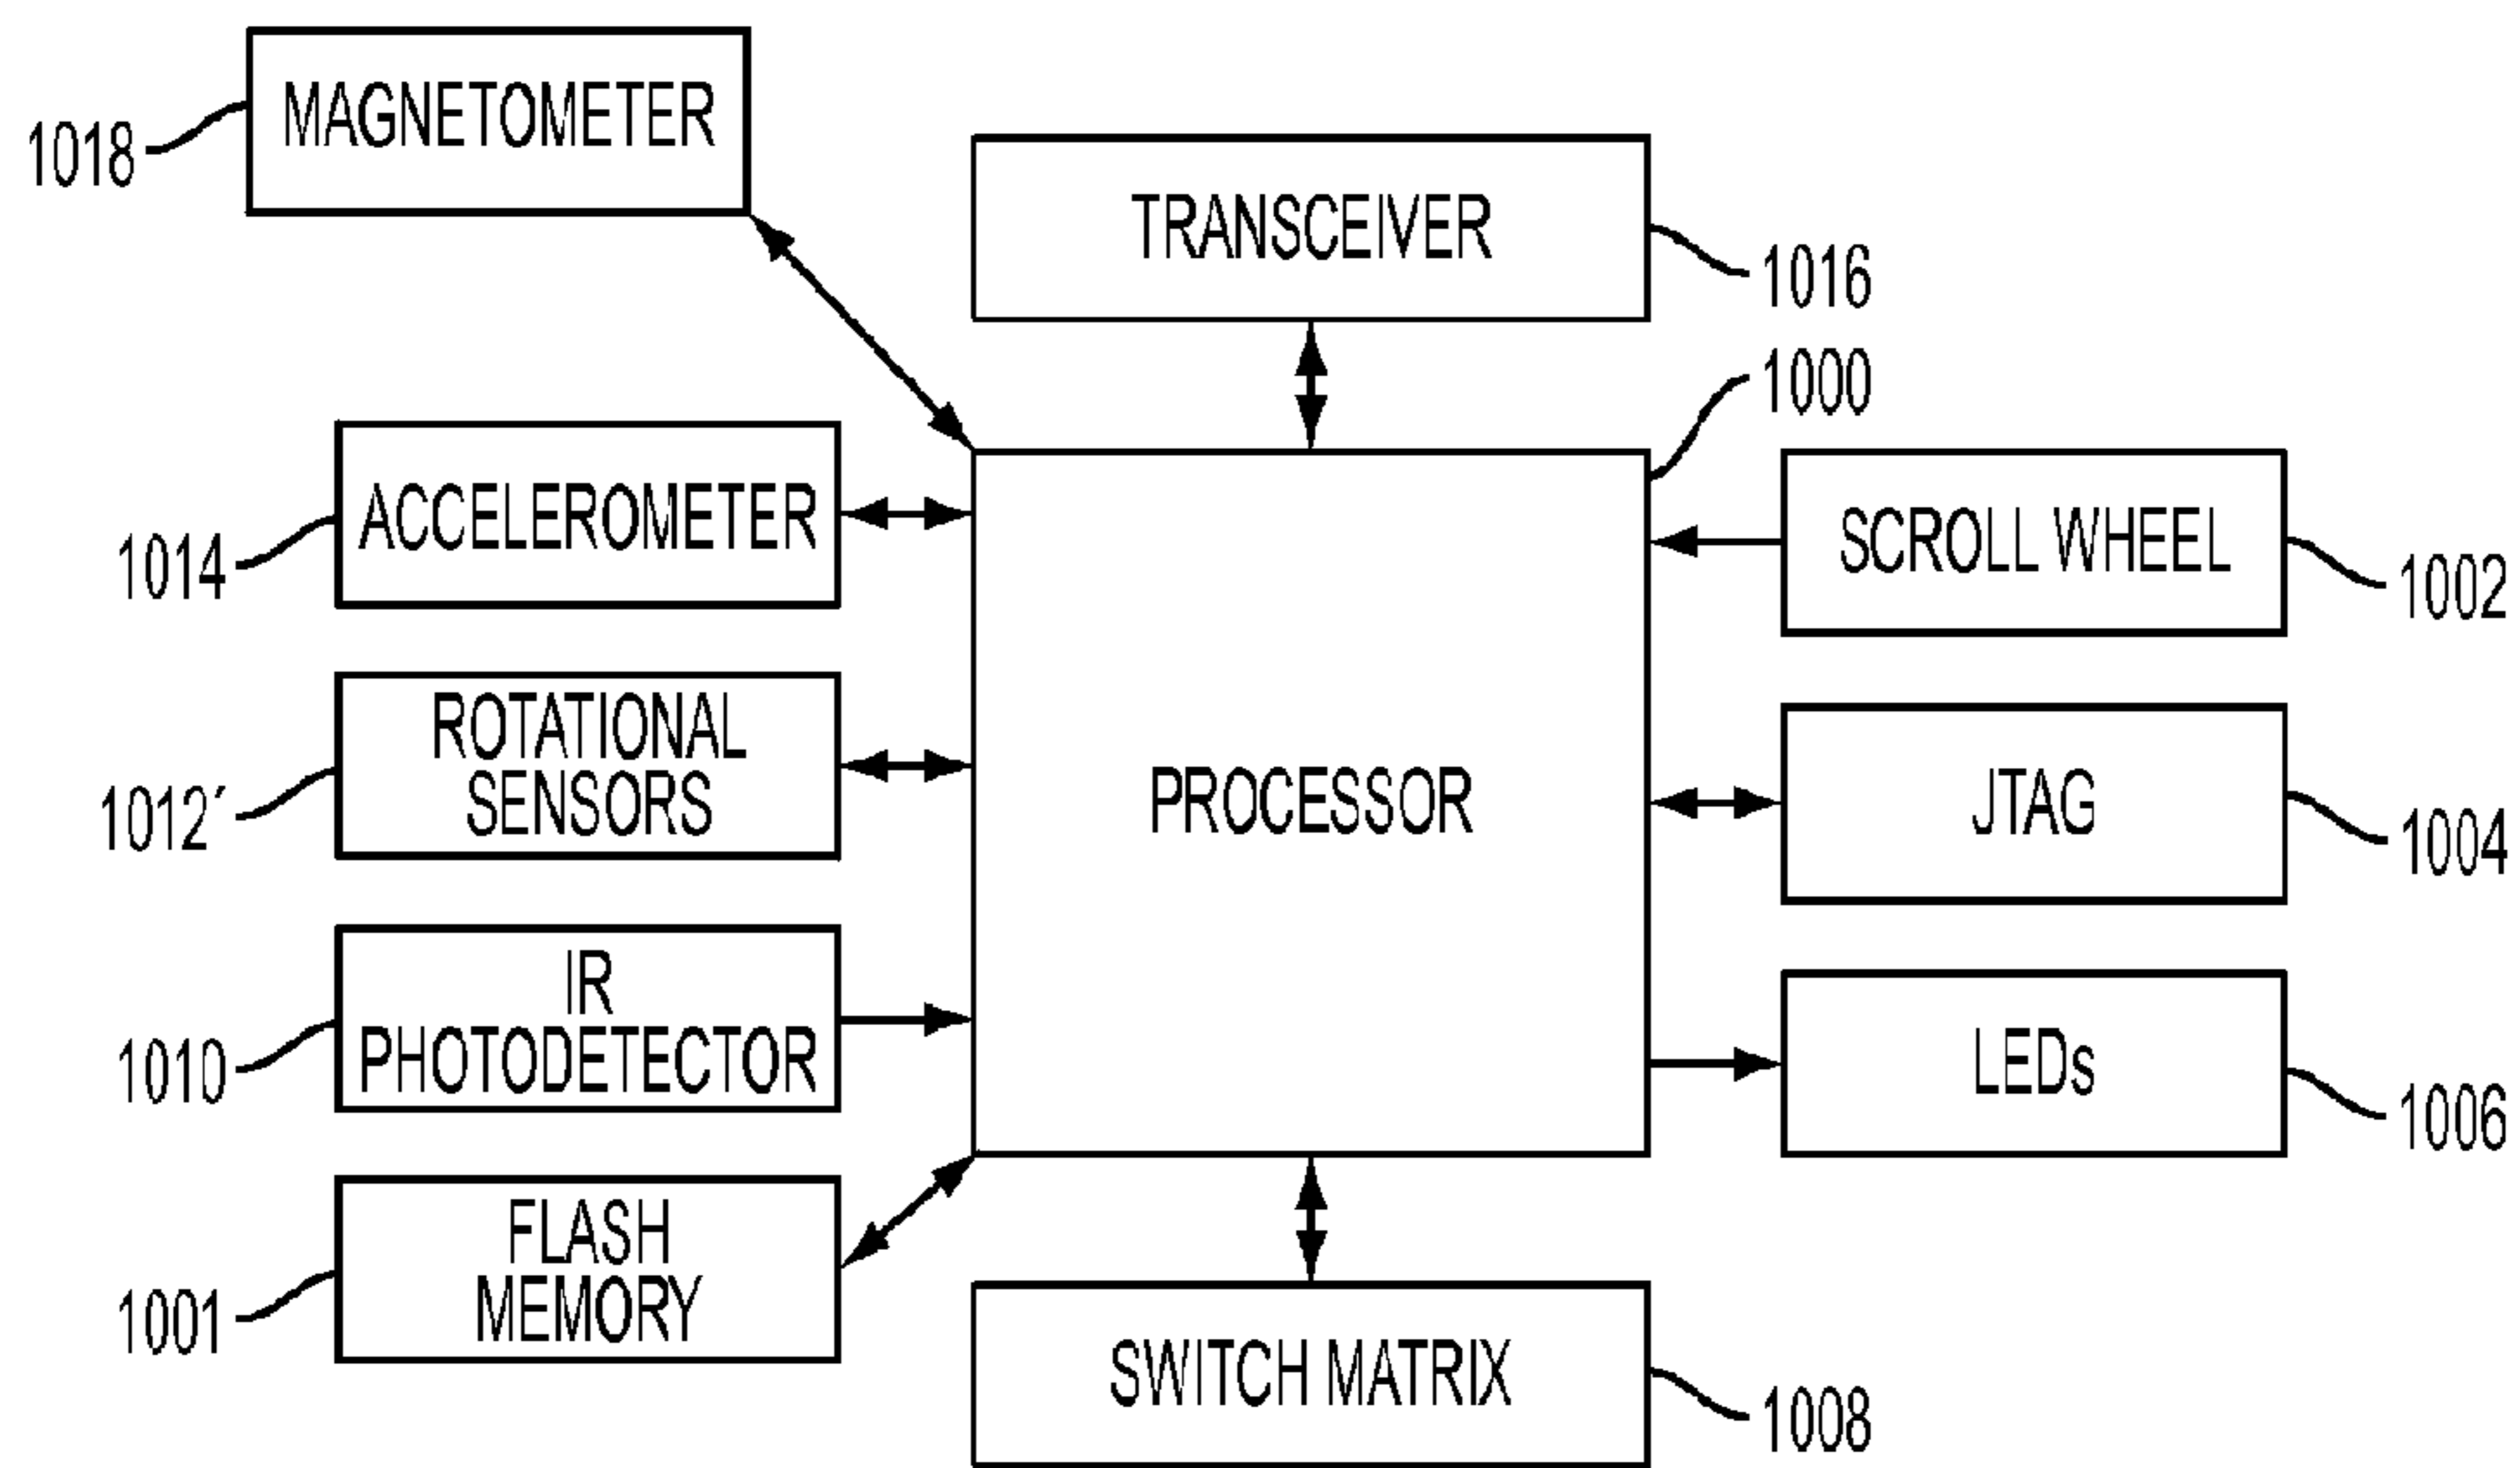 MAGNETOMETER
1018
TRANSCEIVER
1016
1000
ACCELEROMETER
1014
SCROLL WHEEL
1002
ROTATIONAL
SENSORS
1012′
PROCESSOR
JTAG
1004
IR
PHOTODETECTOR
1010
LEDs
1006
FLASH
MEMORY
1001
SWITCH MATRIX
1008